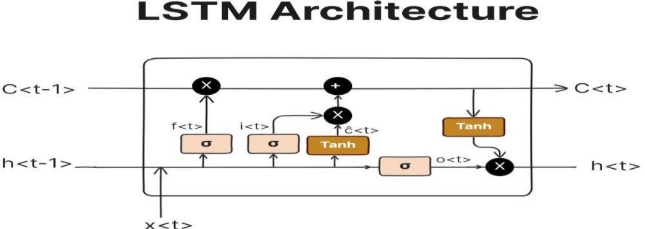 LSTM Architecture
C<t-1>
×
+
C<t>
×
Tanh
f<t>
i<t>
ĉ<t>
σ
σ
Tanh
h<t-1>
σ
o<t>
×
h<t>
x<t>